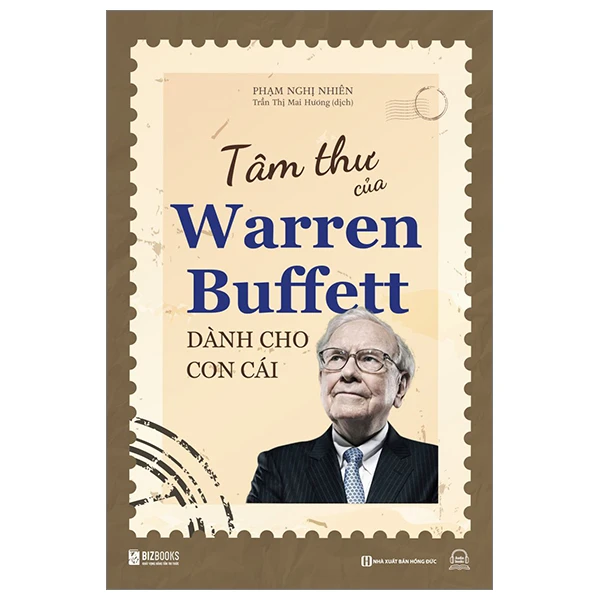 PHẠM NGHỊ NHIÊN
Trần Thị Mai Hương (dịch)
Tâm thư
của
Warren
Buffett
DÀNH CHO
CON CÁI
BIZBOOKS
NHÀ XUẤT BẢN HỒNG ĐỨC